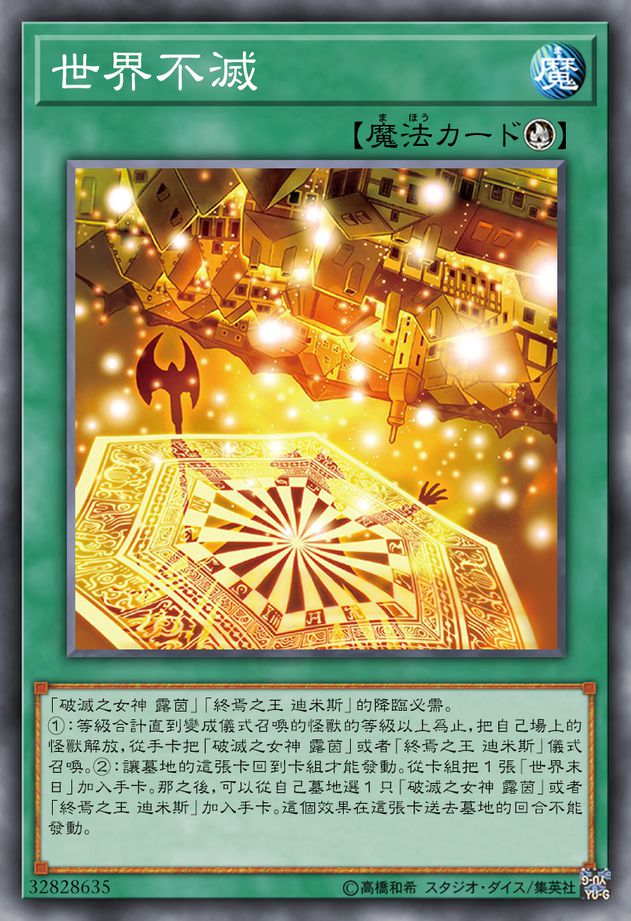 世界不滅
魔
まほう
【魔法カード】
「破滅之女神 露茵」「終焉之王 迪米斯」的降臨必需。
①:等級合計直到變成儀式召喚的怪獸的等級以上爲止,把自己場上的
怪獸解放,從手卡把「破滅之女神 露茵」或者「終焉之王 迪米斯」儀式
召喚。②:讓墓地的這張卡回到卡組才能發動。從卡組把1張「世界末
日」加入手卡。那之後,可以從自己墓地選1只「破滅之女神 露茵」或者
「終焉之王 迪米斯」加入手卡。這個效果在這張卡送去墓地的回合不能
發動。
32828635
©高橋和希 スタジオ・ダイス/集英社